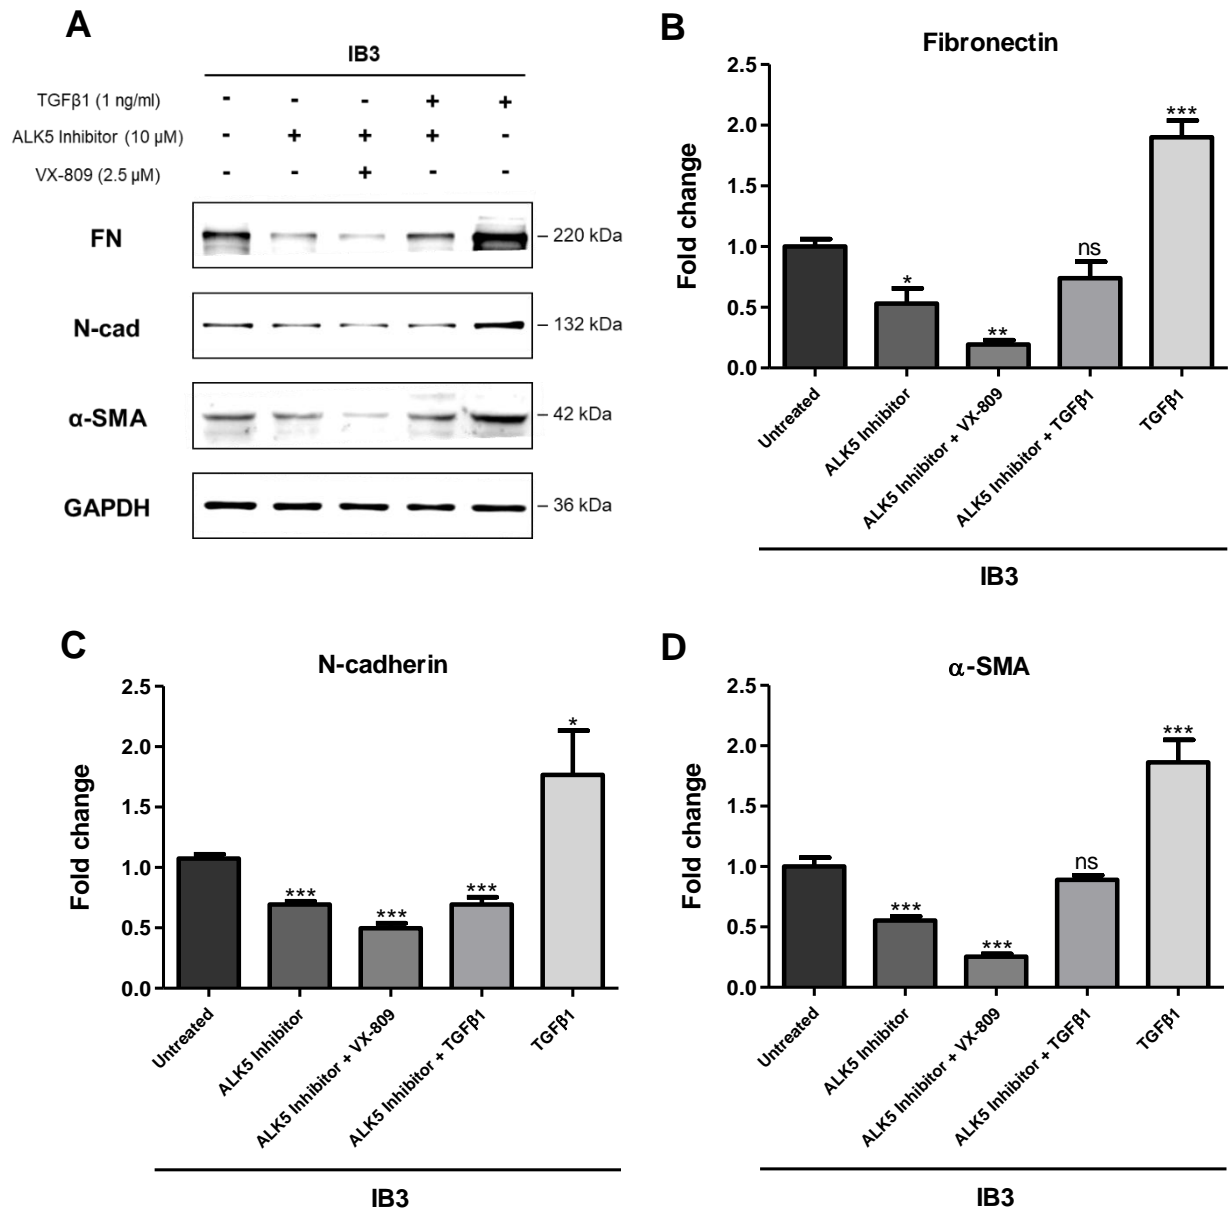 A
IB3
TGFβ1 (1 ng/ml) - - - + +
ALK5 Inhibitor (10 µM) - + + + -
VX-809 (2.5 µM) - - + - -
FN – 220 kDa
N-cad – 132 kDa
α-SMA – 42 kDa
GAPDH – 36 kDa
B
Fibronectin
Fold change
2.5
2.0
1.5
1.0
0.5
0.0
*
**
ns
***
Untreated
ALK5 Inhibitor
ALK5 Inhibitor + VX-809
ALK5 Inhibitor + TGFβ1
TGFβ1
IB3
C
N-cadherin
Fold change
2.5
2.0
1.5
1.0
0.5
0.0
***
***
***
*
Untreated
ALK5 Inhibitor
ALK5 Inhibitor + VX-809
ALK5 Inhibitor + TGFβ1
TGFβ1
IB3
D
α-SMA
Fold change
2.5
2.0
1.5
1.0
0.5
0.0
***
***
ns
***
Untreated
ALK5 Inhibitor
ALK5 Inhibitor + VX-809
ALK5 Inhibitor + TGFβ1
TGFβ1
IB3